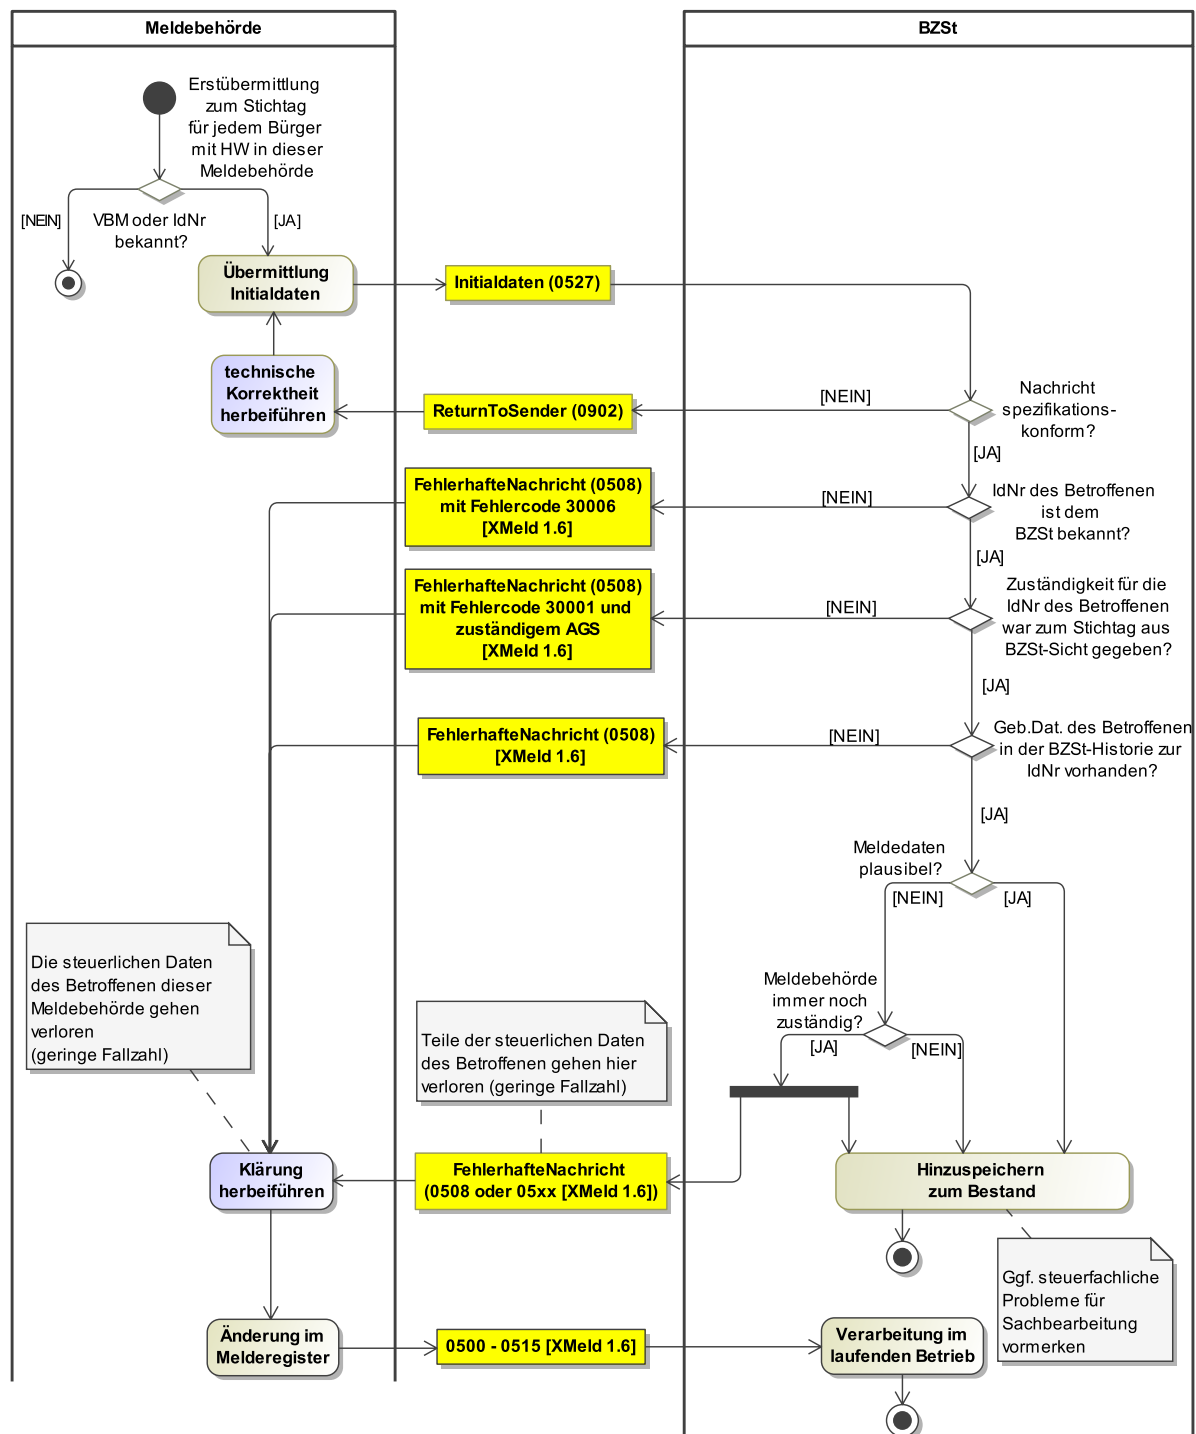 Meldebehörde
BZSt
Erstübermittlung
zum Stichtag
für jedem Bürger
mit HW in dieser
Meldebehörde
[NEIN]
VBM oder IdNr
bekannt?
[JA]
Übermittlung
Initialdaten
Initialdaten (0527)
technische
Korrektheit
herbeiführen
ReturnToSender (0902)
[NEIN]
Nachricht
spezifikations-
konform?
[JA]
FehlerhafteNachricht (0508)
mit Fehlercode 30006
[XMeld 1.6]
[NEIN]
IdNr des Betroffenen
ist dem
BZSt bekannt?
[JA]
FehlerhafteNachricht (0508)
mit Fehlercode 30001 und
zuständigem AGS
[XMeld 1.6]
[NEIN]
Zuständigkeit für die
IdNr des Betroffenen
war zum Stichtag aus
BZSt-Sicht gegeben?
[JA]
FehlerhafteNachricht (0508)
[XMeld 1.6]
[NEIN]
Geb.Dat. des Betroffenen
in der BZSt-Historie zur
IdNr vorhanden?
[JA]
Meldedaten
plausibel?
[NEIN]
[JA]
Die steuerlichen Daten
des Betroffenen dieser
Meldebehörde gehen
verloren
(geringe Fallzahl)
Teile der steuerlichen Daten
des Betroffenen gehen hier
verloren (geringe Fallzahl)
Meldebehörde
immer noch
zuständig?
[JA]
[NEIN]
Klärung
herbeiführen
FehlerhafteNachricht
(0508 oder 05xx [XMeld 1.6])
Hinzuspeichern
zum Bestand
Ggf. steuerfachliche
Probleme für
Sachbearbeitung
vormerken
Änderung im
Melderegister
0500 - 0515 [XMeld 1.6]
Verarbeitung im
laufenden Betrieb